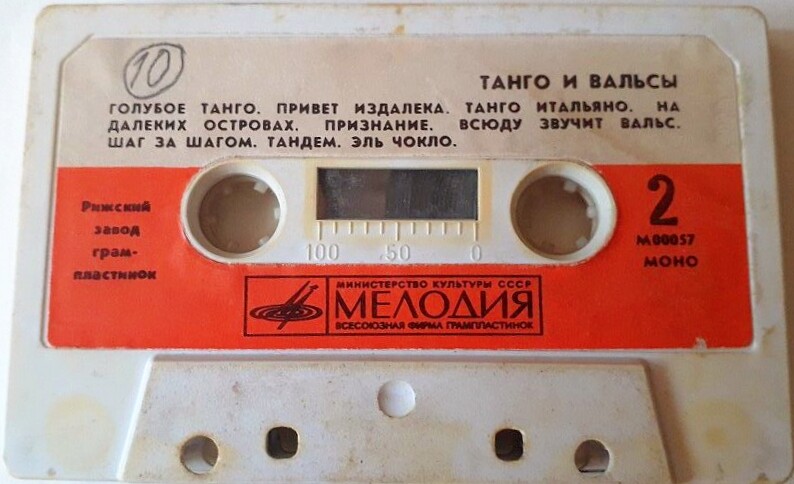 10
ТАНГО И ВАЛЬСЫ
ГОЛУБОЕ ТАНГО. ПРИВЕТ ИЗДАЛЕКА. ТАНГО ИТАЛЬЯНО. НА
ДАЛЕКИХ ОСТРОВАХ. ПРИЗНАНИЕ. ВСЮДУ ЗВУЧИТ ВАЛЬС.
ШАГ ЗА ШАГОМ. ТАНДЕМ. ЭЛЬ ЧОКЛО.
Рижский
завод
грам-
пластинок
2
М00057
МОНО
100 50 0
МИНИСТЕРСТВО КУЛЬТУРЫ СССР
МЕЛОДИЯ
ВСЕСОЮЗНАЯ ФИРМА ГРАМПЛАСТИНОК